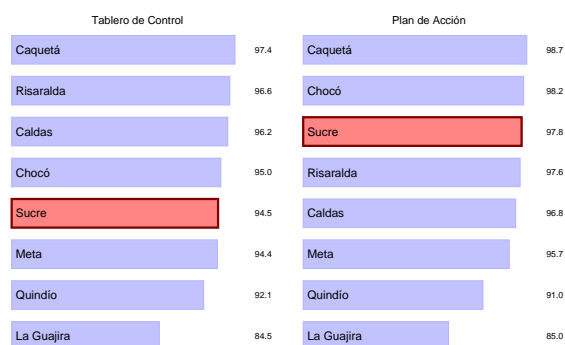 Tablero de Control
Caquetá 97.4
Risaralda 96.6
Caldas 96.2
Chocó 95.0
Sucre 94.5
Meta 94.4
Quindío 92.1
La Guajira 84.5
Plan de Acción
Caquetá 98.7
Chocó 98.2
Sucre 97.8
Risaralda 97.6
Caldas 96.8
Meta 95.7
Quindío 91.0
La Guajira 85.0